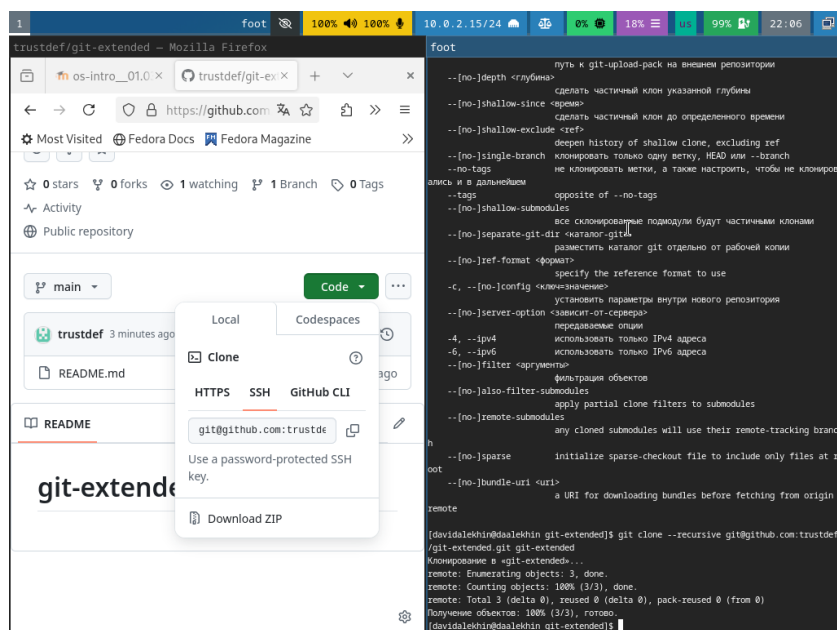 1
foot
100%
100%
10.0.2.15/24
0%
18%
us
99%
22:06
trustdef/git-extended — Mozilla Firefox
os-intro__01.0
trustdef/git-ex
https://github.com
Most Visited
Fedora Docs
Fedora Magazine
0 stars
0 forks
1 watching
1 Branch
0 Tags
Activity
Public repository
main
Code
trustdef 3 minutes ago
README.md
ago
README
git-extende
Local
Codespaces
Clone
HTTPS
SSH
GitHub CLI
git@github.com:trustde
Use a password-protected SSH
key.
Download ZIP
foot
путь к git-upload-pack на внешнем репозитории
--[no-]depth <глубина>
сделать частичный клон указанной глубины
--[no-]shallow-since <время>
сделать частичный клон до определенного времени
--[no-]shallow-exclude <ref>
deepen history of shallow clone, excluding ref
--[no-]single-branch клонировать только одну ветку, HEAD или --branch
--no-tags не клонировать метки, а также настроить, чтобы не клониров
ались и в дальнейшем
--tags opposite of --no-tags
--[no-]shallow-submodules
все склонированные подмодули будут частичными клонами
--[no-]separate-git-dir <каталог-git>
разместить каталог git отдельно от рабочей копии
--[no-]ref-format <формат>
specify the reference format to use
-c, --[no-]config <ключ=значение>
установить параметры внутри нового репозитория
--[no-]server-option <зависит-от-сервера>
передаваемые опции
-4, --ipv4 использовать только IPv4 адреса
-6, --ipv6 использовать только IPv6 адреса
--[no-]filter <аргументы>
фильтрация объектов
--[no-]also-filter-submodules
apply partial clone filters to submodules
--[no-]remote-submodules
any cloned submodules will use their remote-tracking branc
h
--[no-]sparse initialize sparse-checkout file to include only files at r
oot
--[no-]bundle-uri <uri>
a URI for downloading bundles before fetching from origin
remote
[davidalekhin@daalekhin git-extended]$ git clone --recursive git@github.com:trustdef
/git-extended.git git-extended
Клонирование в «git-extended»...
remote: Enumerating objects: 3, done.
remote: Counting objects: 100% (3/3), done.
remote: Total 3 (delta 0), reused 0 (delta 0), pack-reused 0 (from 0)
Получение объектов: 100% (3/3), готово.
[davidalekhin@daalekhin git-extended]$